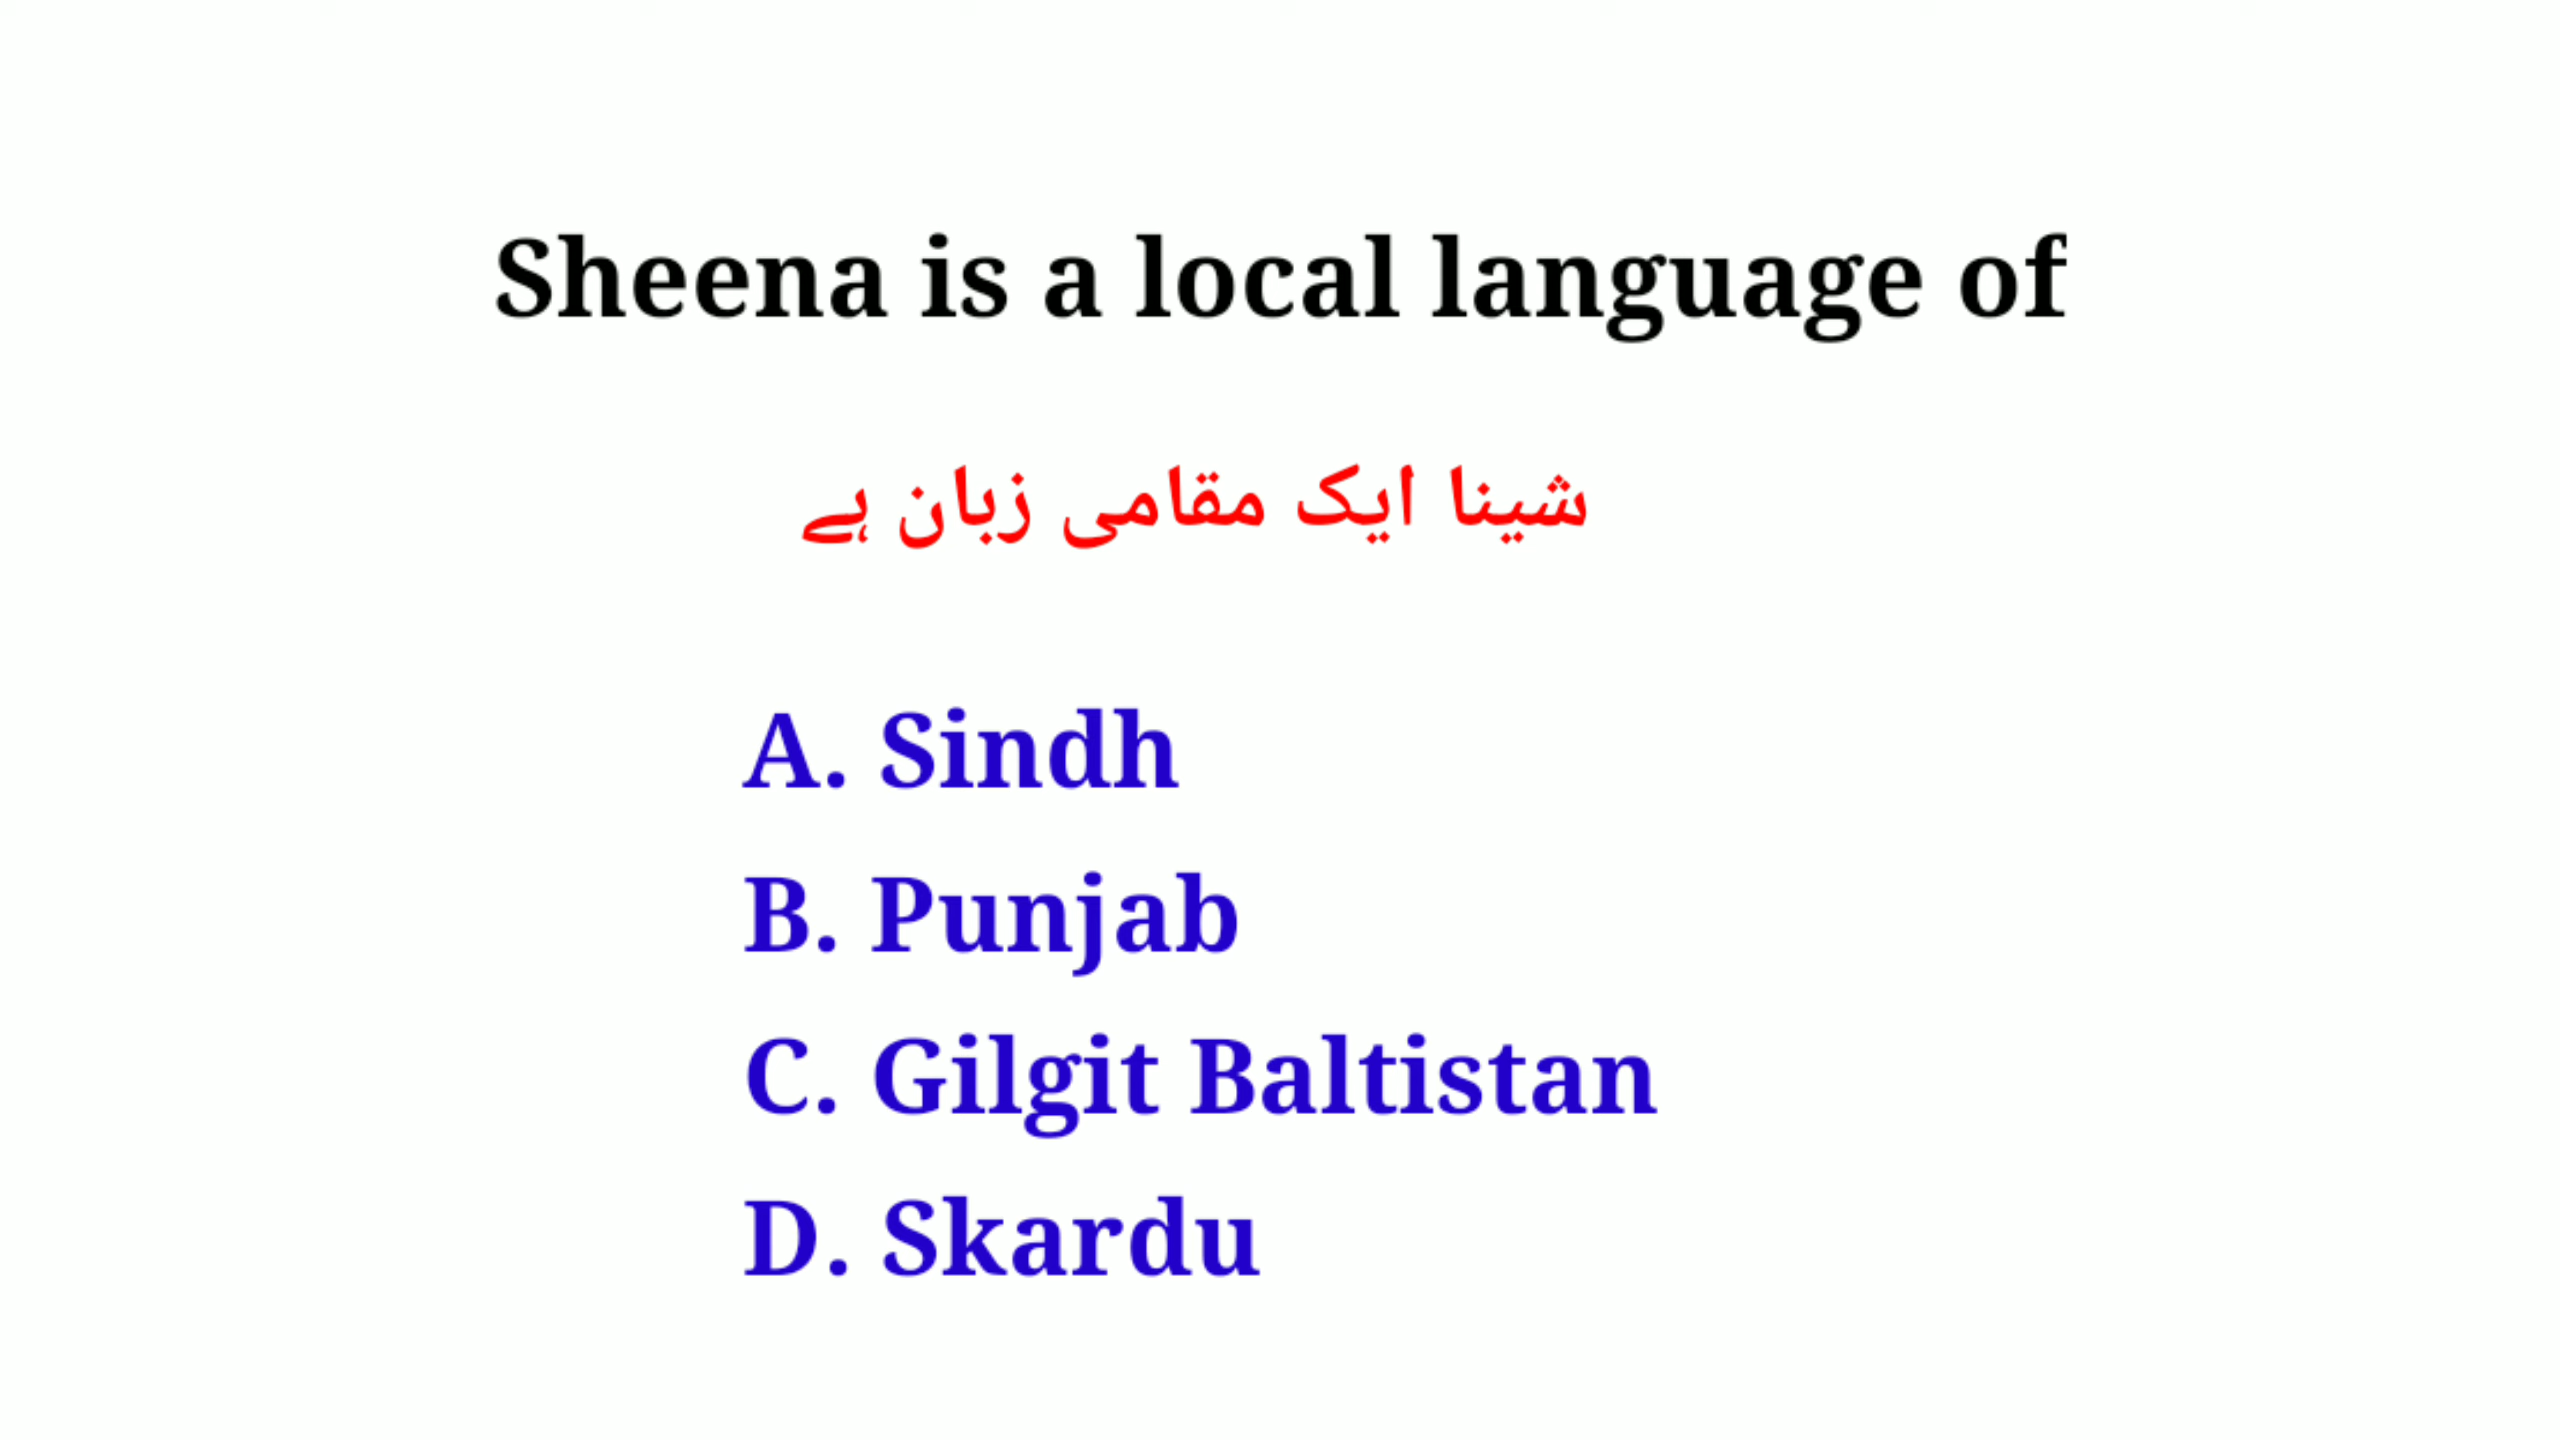 Sheena is a local language of
شینا ایک مقامی زبان ہے
A. Sindh
B. Punjab
C. Gilgit Baltistan
D. Skardu